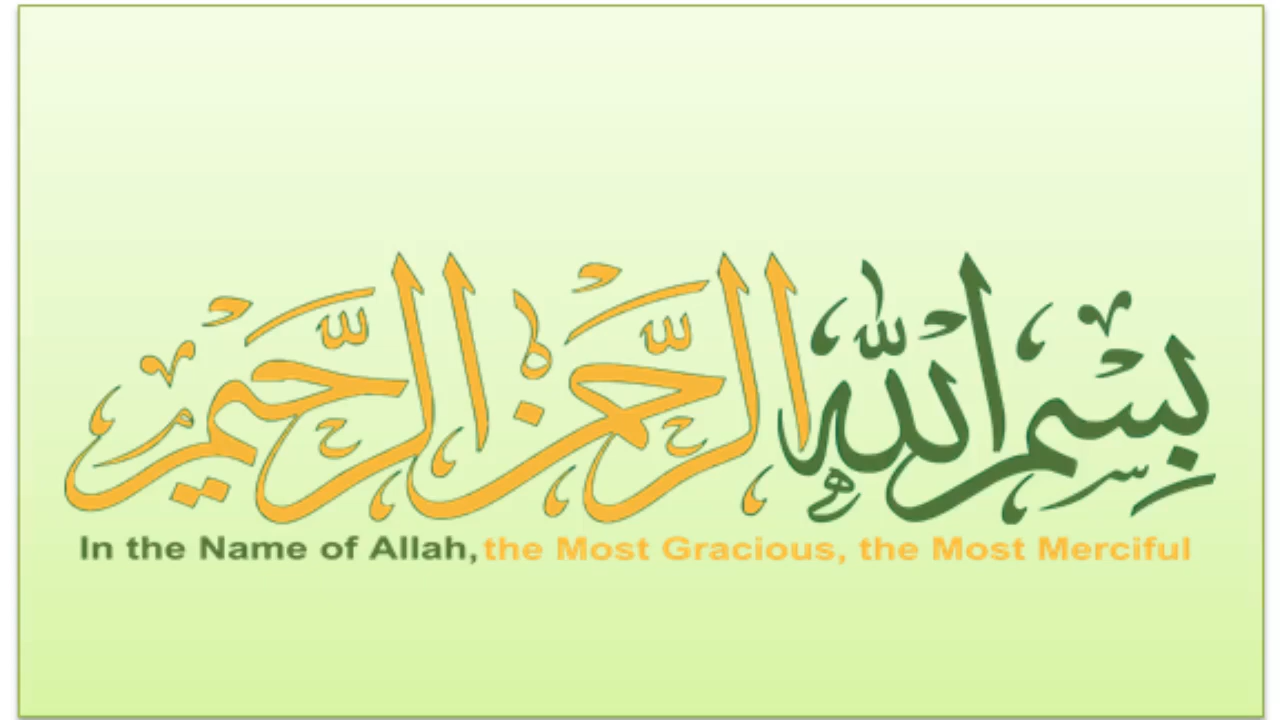 بسم الله الرحمن الرحيم
In the Name of Allah, the Most Gracious, the Most Merciful